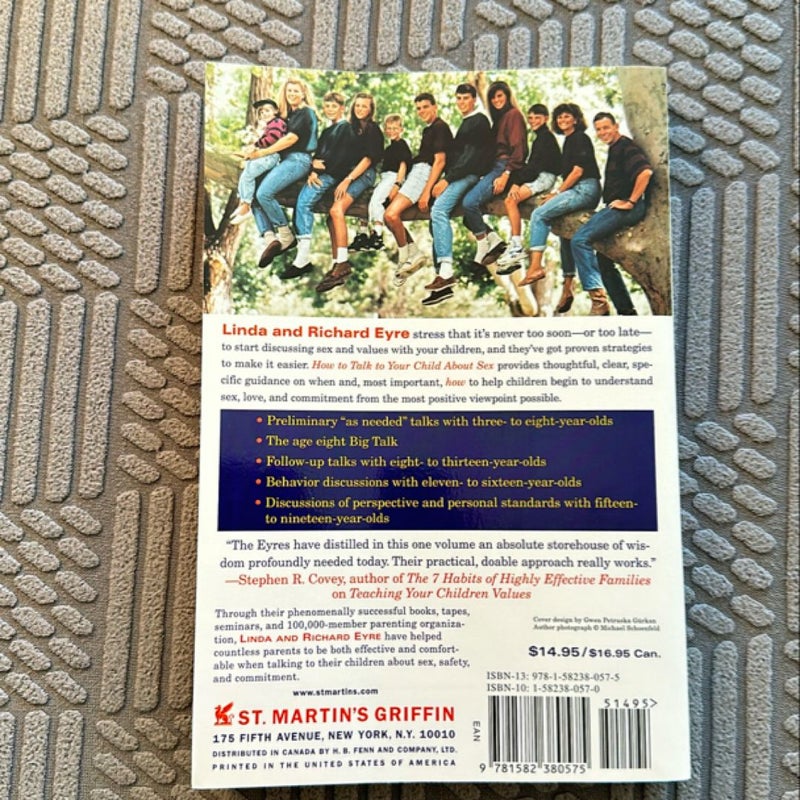 Linda and Richard Eyre stress that it's never too soon—or too late—
to start discussing sex and values with your children, and they've got proven strategies
to make it easier. How to Talk to Your Child About Sex provides thoughtful, clear, spe-
cific guidance on when and, most important, how to help children begin to understand
sex, love, and commitment from the most positive viewpoint possible.
• Preliminary "as needed" talks with three- to eight-year-olds
• The age eight Big Talk
• Follow-up talks with eight- to thirteen-year-olds
• Behavior discussions with eleven- to sixteen-year-olds
• Discussions of perspective and personal standards with fifteen-
to nineteen-year-olds
"The Eyres have distilled in this one volume an absolute storehouse of wis-
dom profoundly needed today. Their practical, doable approach really works."
—Stephen R. Covey, author of The 7 Habits of Highly Effective Families
on Teaching Your Children Values
Through their phenomenally successful books, tapes,
seminars, and 100,000-member parenting organiza-
tion, LINDA AND RICHARD EYRE have helped
countless parents to be both effective and comfort-
able when talking to their children about sex, safety,
and commitment.
www.stmartins.com
ST. MARTIN'S GRIFFIN
175 FIFTH AVENUE, NEW YORK, N.Y. 10010
DISTRIBUTED IN CANADA BY H. B. FENN AND COMPANY, LTD.
PRINTED IN THE UNITED STATES OF AMERICA
Cover design by Gwen Petruska Gürkan
Author photograph © Michael Schoenfeld
$14.95/$16.95 Can.
ISBN-13: 978-1-58238-057-5
ISBN-10: 1-58238-057-0
51495>
EAN
9 781582 380575